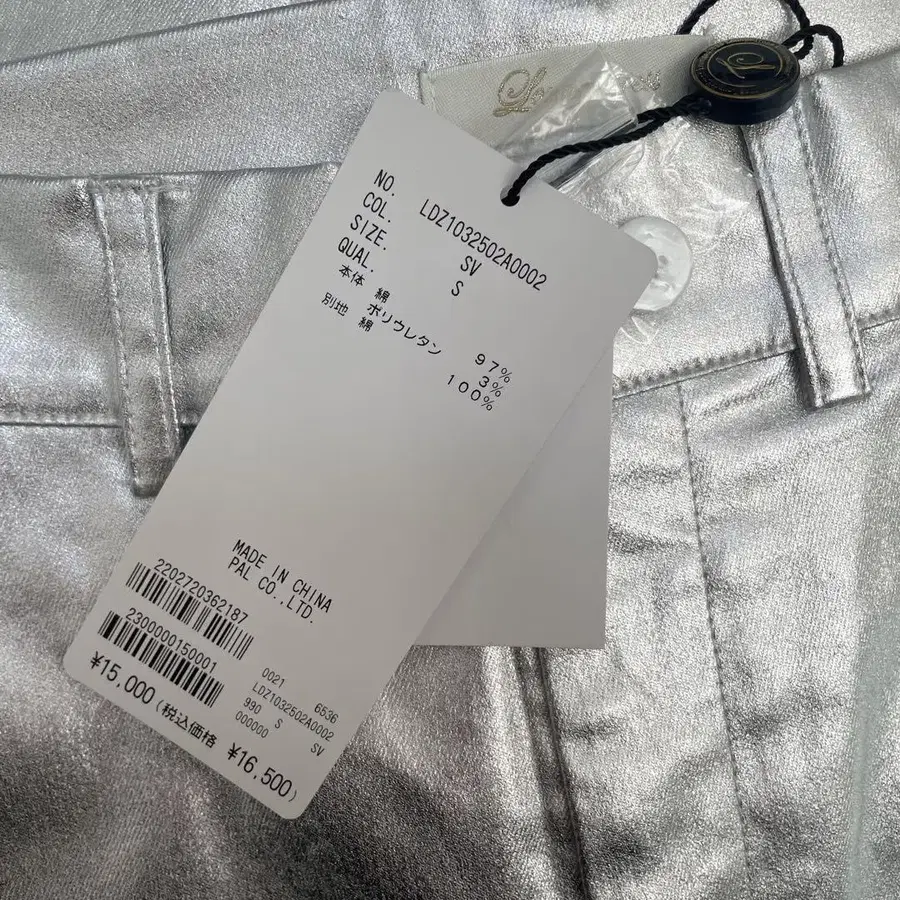 NO. LDZ1032502A0002
COL. SV
SIZE. S
QUAL.
本体 綿 97%
ポリウレタン 3%
別地 綿 100%
MADE IN CHINA
PAL CO.,LTD.
2202720362187
2300000150001
0021 6536
LDZ1032502A0002
990 S SV
000000
¥15,000 (税込価格 ¥16,500)